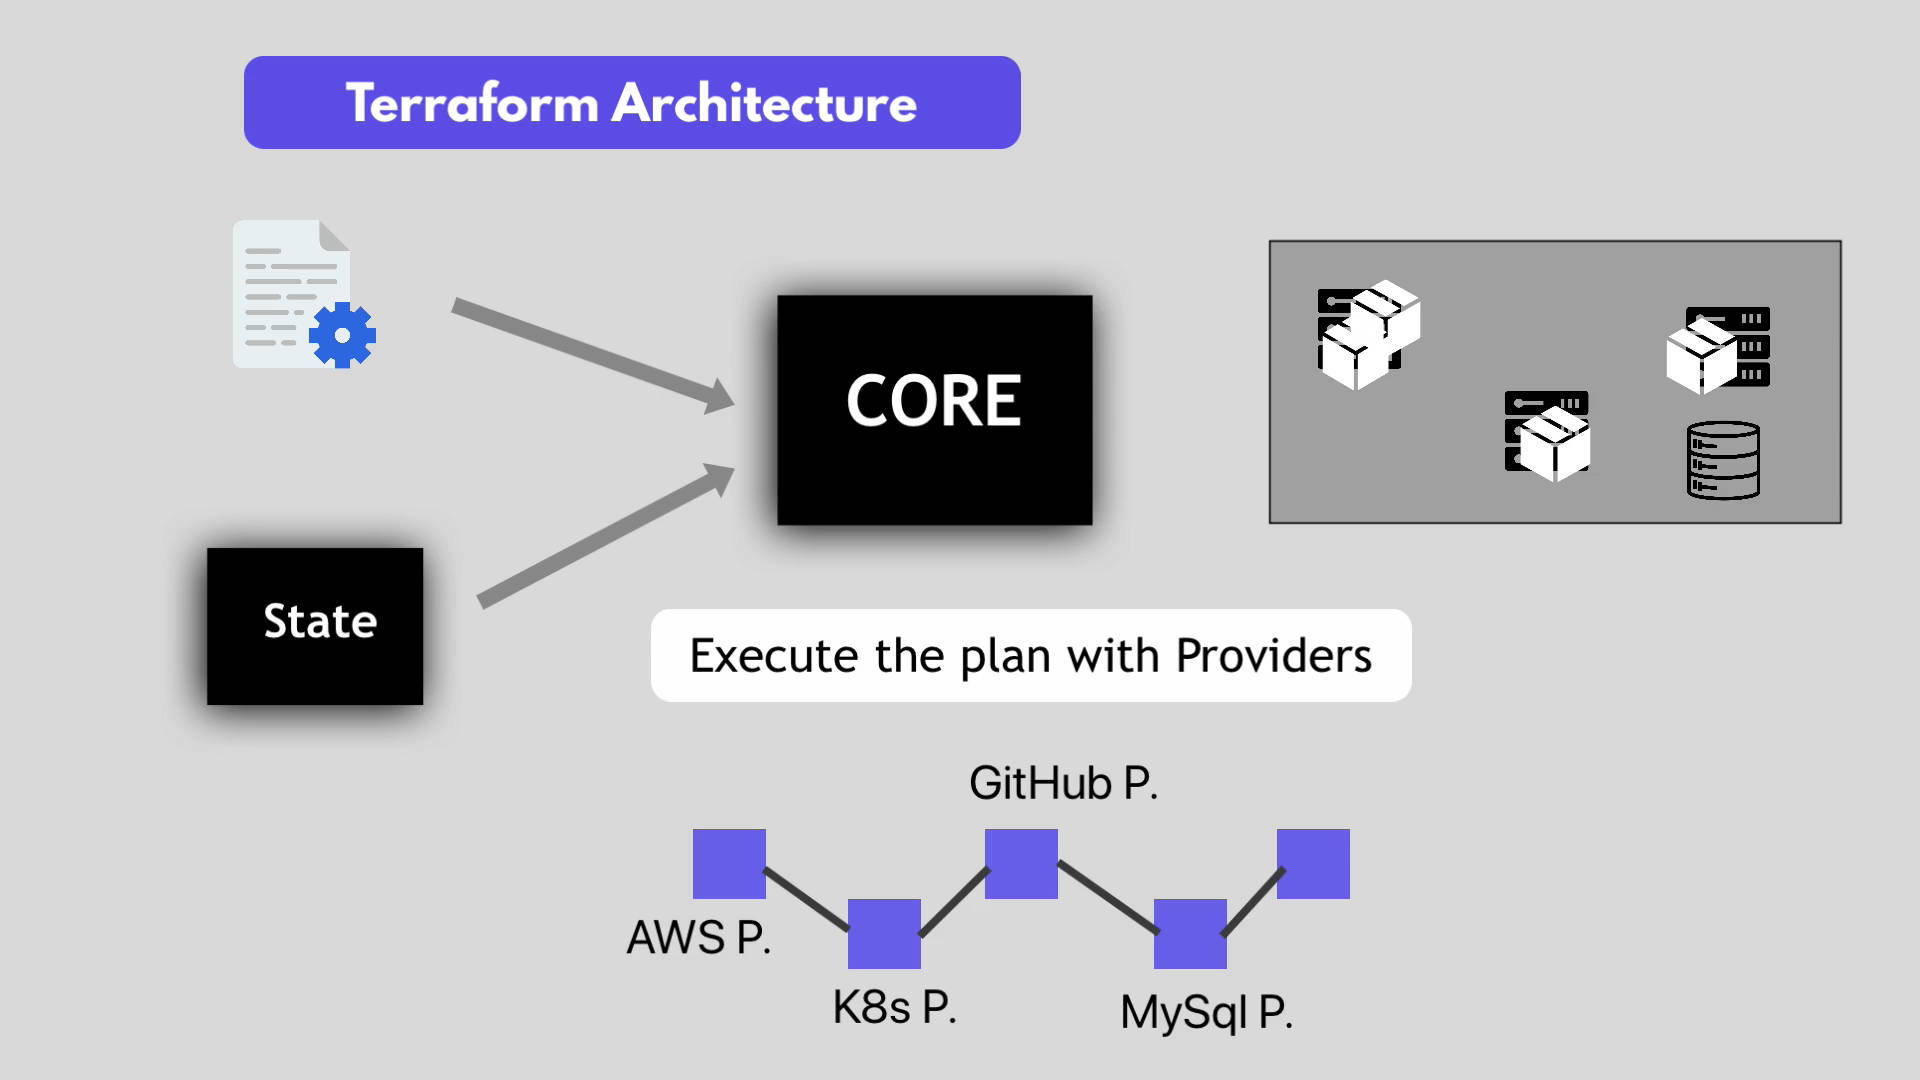 Terraform Architecture
CORE
State
Execute the plan with Providers
GitHub P.
AWS P.
K8s P.
MySql P.